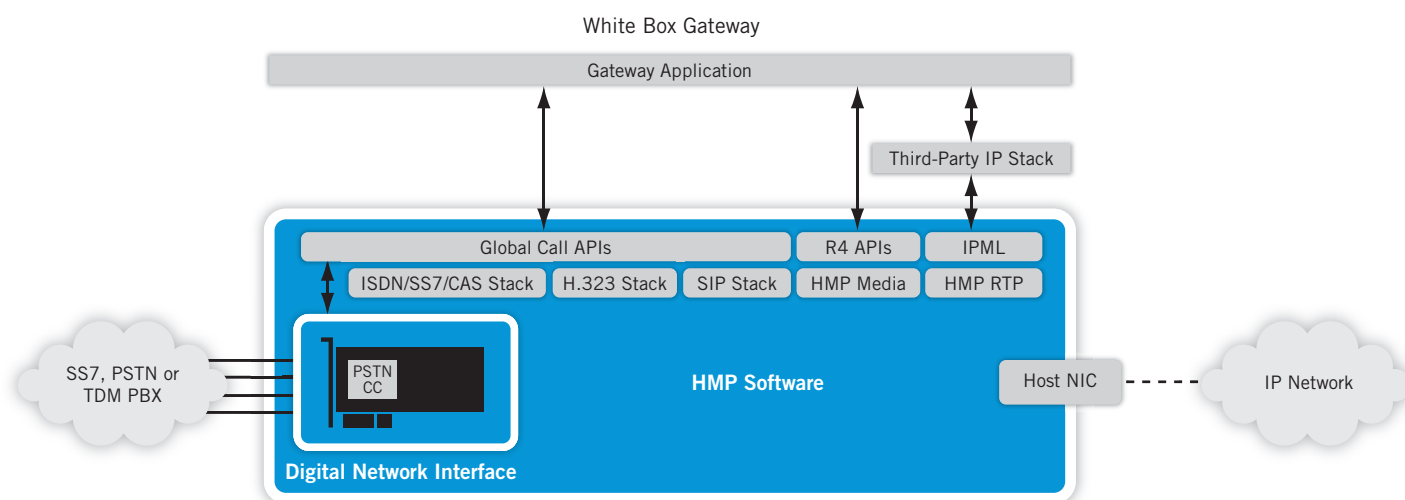 White Box Gateway
Gateway Application
Third-Party IP Stack
Global Call APIs
R4 APIs
IPML
ISDN/SS7/CAS Stack
H.323 Stack
SIP Stack
HMP Media
HMP RTP
SS7, PSTN or
TDM PBX
PSTN
CC
HMP Software
Host NIC
IP Network
Digital Network Interface